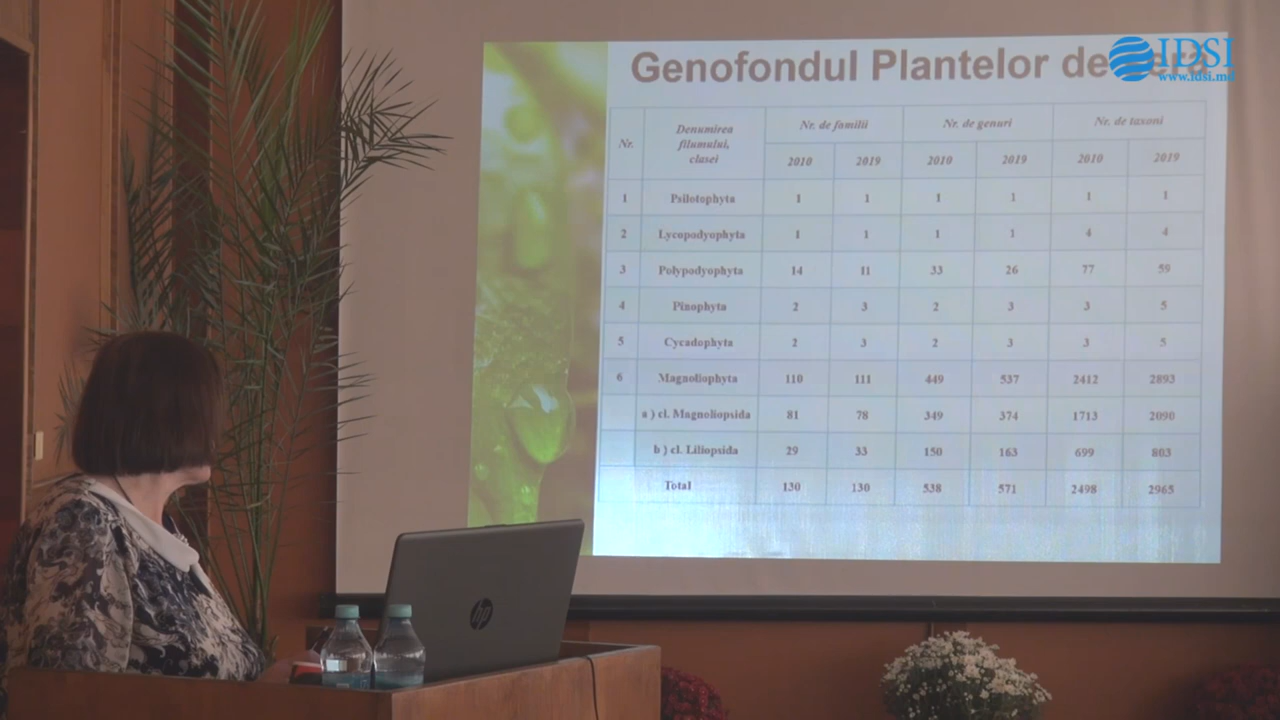 Genofondul Plantelor de
IDSI
www.idsi.md
Nr. Denumirea filumului, clasei Nr. de familii Nr. de genuri Nr. de taxoni
2010 2019 2010 2019 2010 2019
1 Psilotophyta 1 1 1 1 1 1
2 Lycopodyophyta 1 1 1 1 4 4
3 Polypodyophyta 14 11 33 26 77 59
4 Pinophyta 2 3 2 3 3 5
5 Cycadophyta 2 3 2 3 3 5
6 Magnoliophyta 110 111 449 537 2412 2893
a ) cl. Magnoliopsida 81 78 349 374 1713 2090
b ) cl. Liliopsida 29 33 150 163 699 803
Total 130 130 538 571 2498 2965
hp